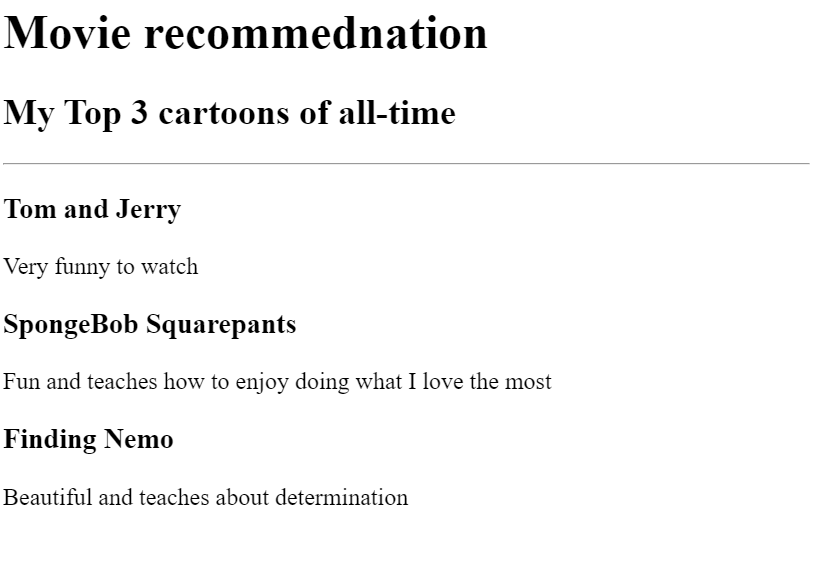 Movie recommednation
My Top 3 cartoons of all-time
Tom and Jerry
Very funny to watch
SpongeBob Squarepants
Fun and teaches how to enjoy doing what I love the most
Finding Nemo
Beautiful and teaches about determination